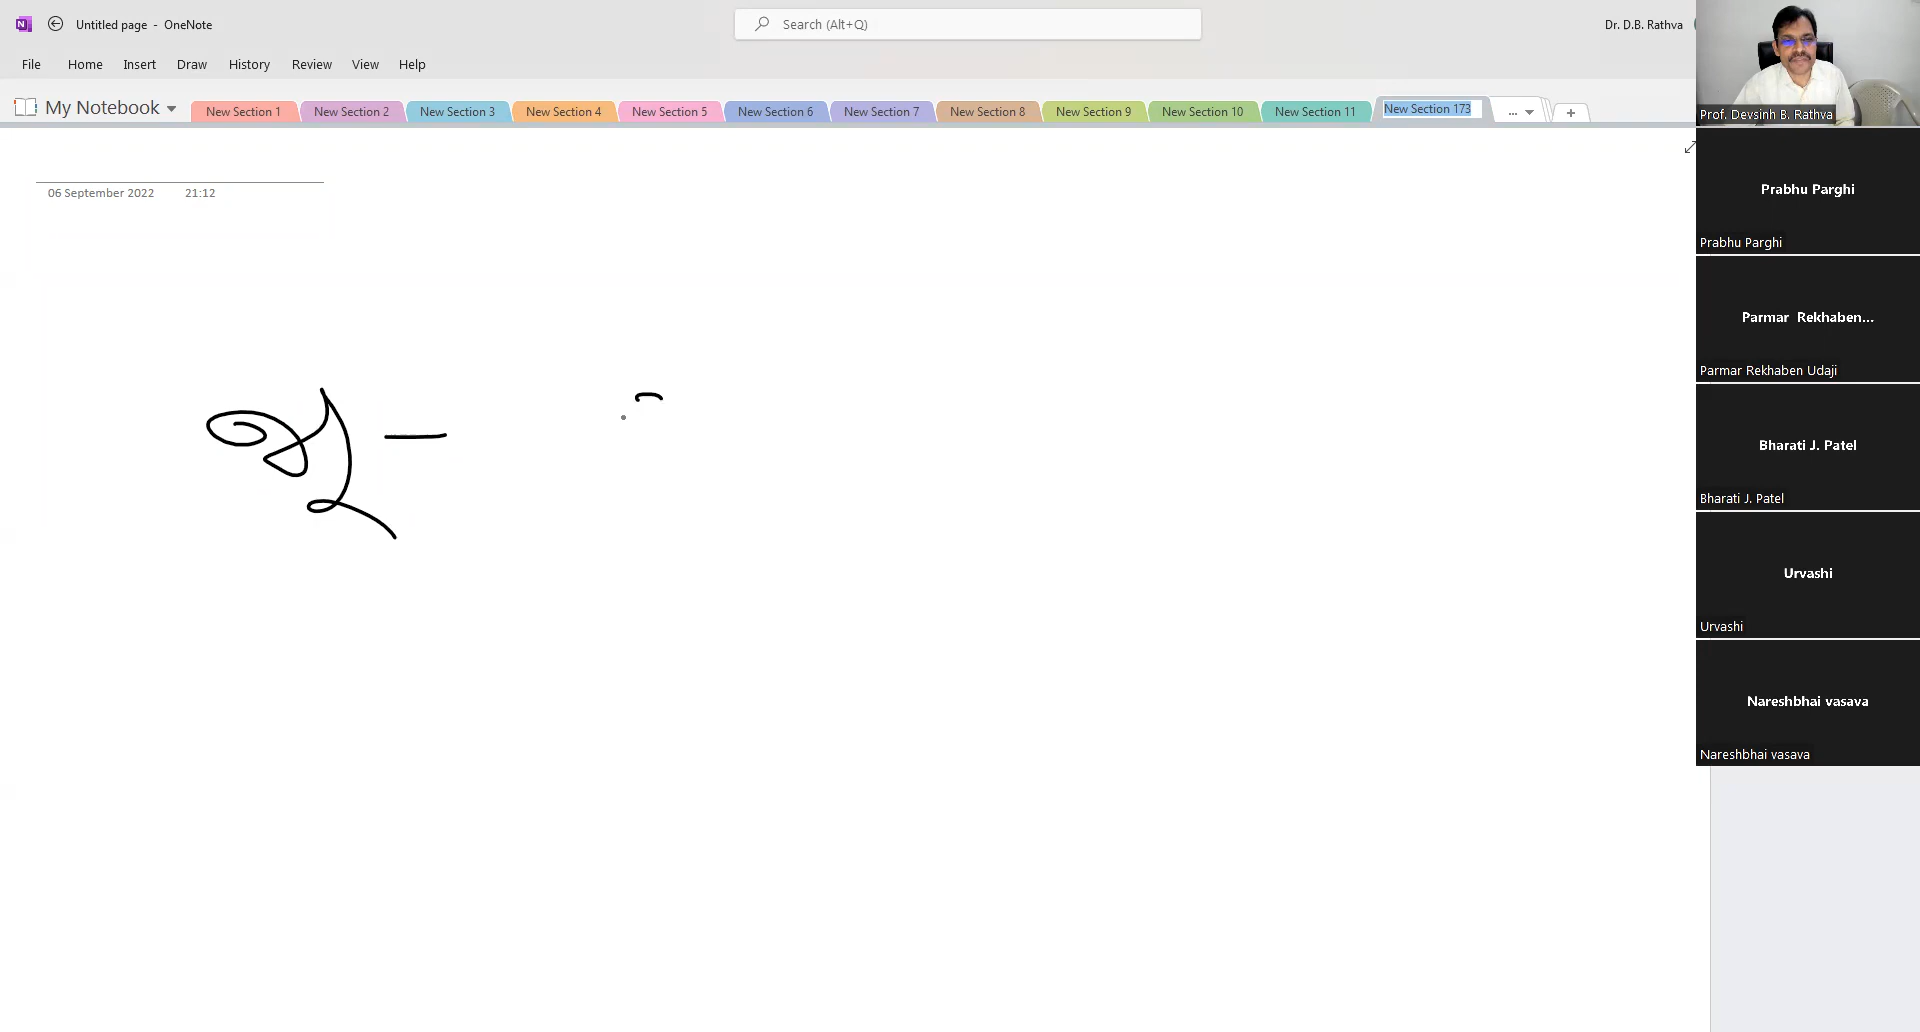 Untitled page - OneNote
Search (Alt+Q)
Dr. D.B. Rathva
File Home Insert Draw History Review View Help
My Notebook
New Section 1 New Section 2 New Section 3 New Section 4 New Section 5 New Section 6 New Section 7 New Section 8 New Section 9 New Section 10 New Section 11 New Section 173 ... +
06 September 2022 21:12
Prof. Devsinh B. Rathva
Prabhu Parghi
Prabhu Parghi
Parmar Rekhaben...
Parmar Rekhaben Udaji
Bharati J. Patel
Bharati J. Patel
Urvashi
Urvashi
Nareshbhai vasava
Nareshbhai vasava